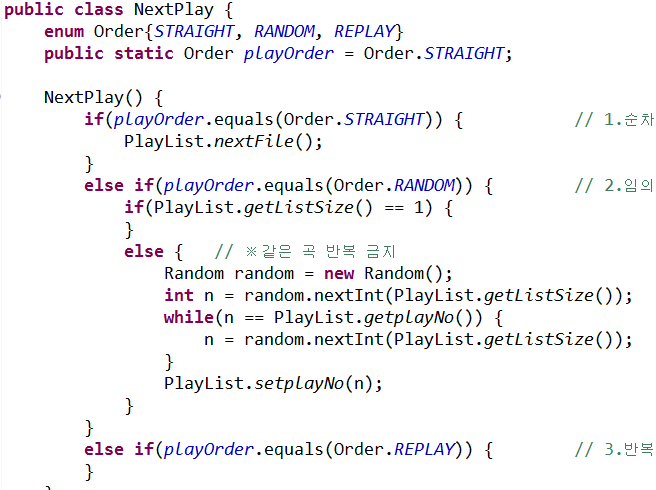 public class NextPlay {
    enum Order{STRAIGHT, RANDOM, REPLAY}
    public static Order playOrder = Order.STRAIGHT;

    NextPlay() {
        if(playOrder.equals(Order.STRAIGHT)) {           // 1.순차
            PlayList.nextFile();
        }
        else if(playOrder.equals(Order.RANDOM)) {        // 2.임의
            if(PlayList.getListSize() == 1) {
            }
            else {   // ※같은 곡 반복 금지
                Random random = new Random();
                int n = random.nextInt(PlayList.getListSize());
                while(n == PlayList.getplayNo()) {
                    n = random.nextInt(PlayList.getListSize());
                }
                PlayList.setplayNo(n);
            }
        }
        else if(playOrder.equals(Order.REPLAY)) {        // 3.반복
        }
    }